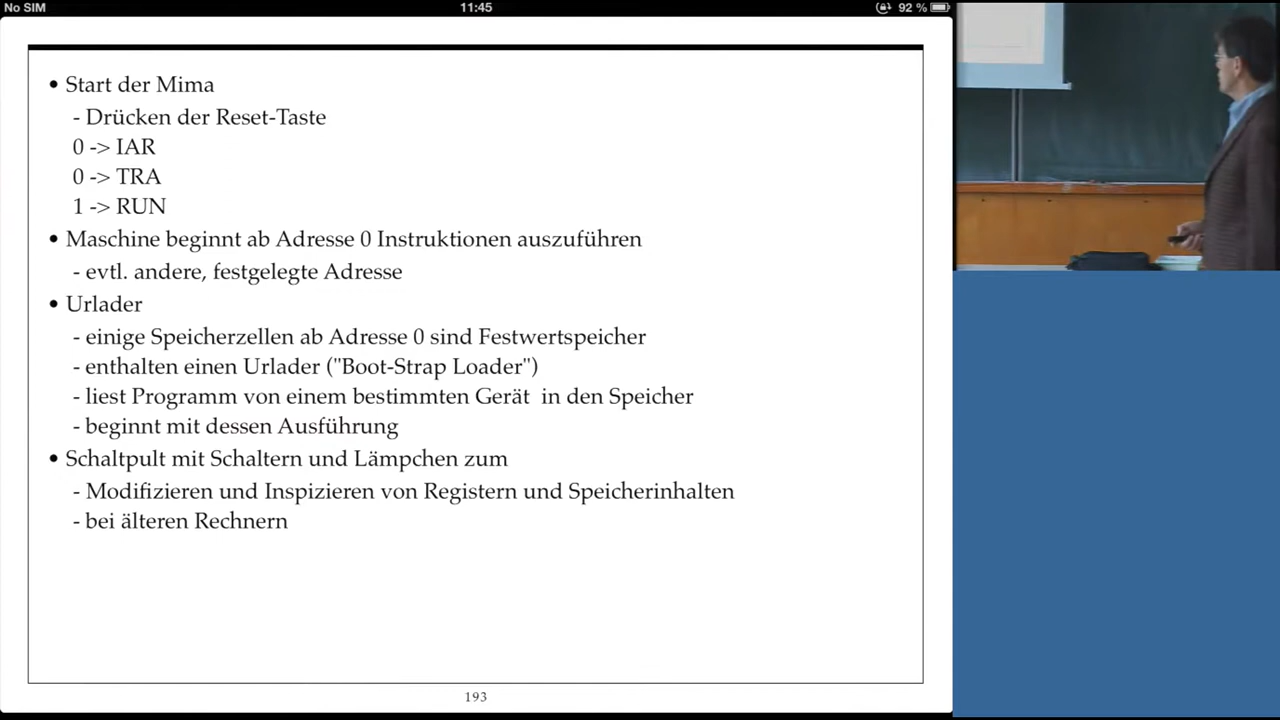 No SIM 11:45 92 %
• Start der Mima
- Drücken der Reset-Taste
0 -> IAR
0 -> TRA
1 -> RUN
• Maschine beginnt ab Adresse 0 Instruktionen auszuführen
- evtl. andere, festgelegte Adresse
• Urlader
- einige Speicherzellen ab Adresse 0 sind Festwertspeicher
- enthalten einen Urlader ("Boot-Strap Loader")
- liest Programm von einem bestimmten Gerät in den Speicher
- beginnt mit dessen Ausführung
• Schaltpult mit Schaltern und Lämpchen zum
- Modifizieren und Inspizieren von Registern und Speicherinhalten
- bei älteren Rechnern
193